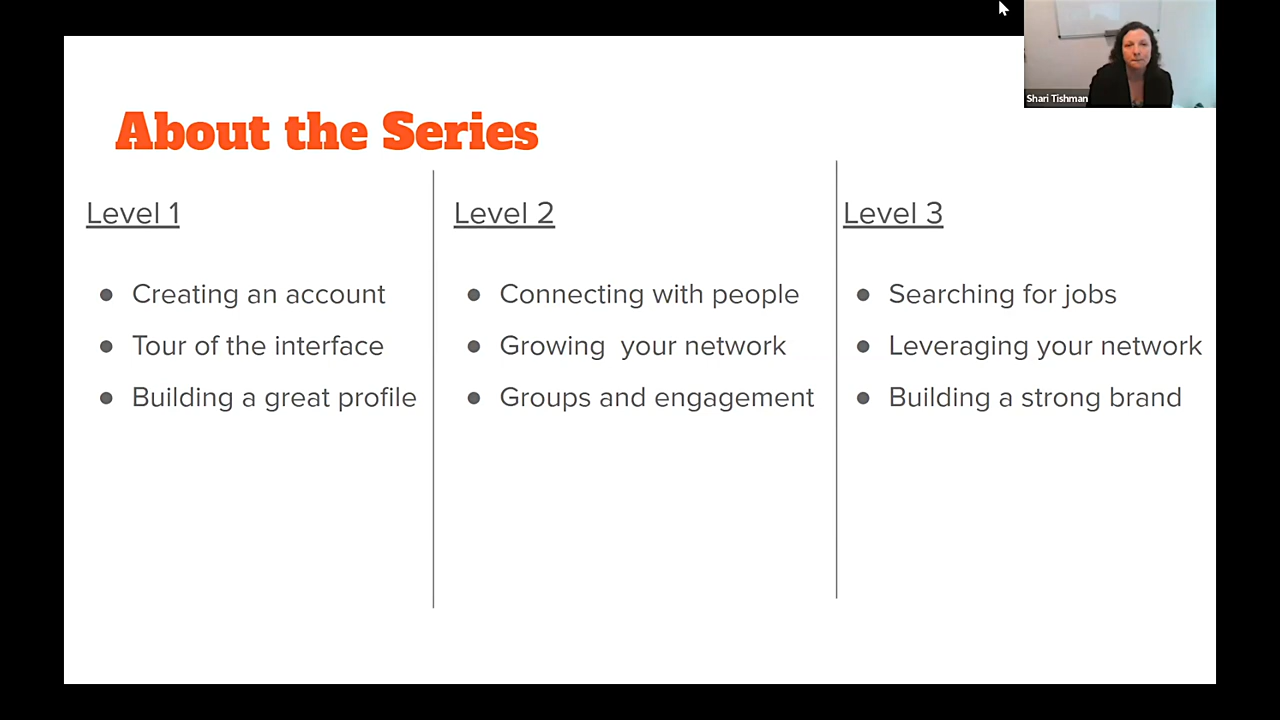 Shari Tishman
About the Series
Level 1
Creating an account
Tour of the interface
Building a great profile
Level 2
Connecting with people
Growing  your network
Groups and engagement
Level 3
Searching for jobs
Leveraging your network
Building a strong brand